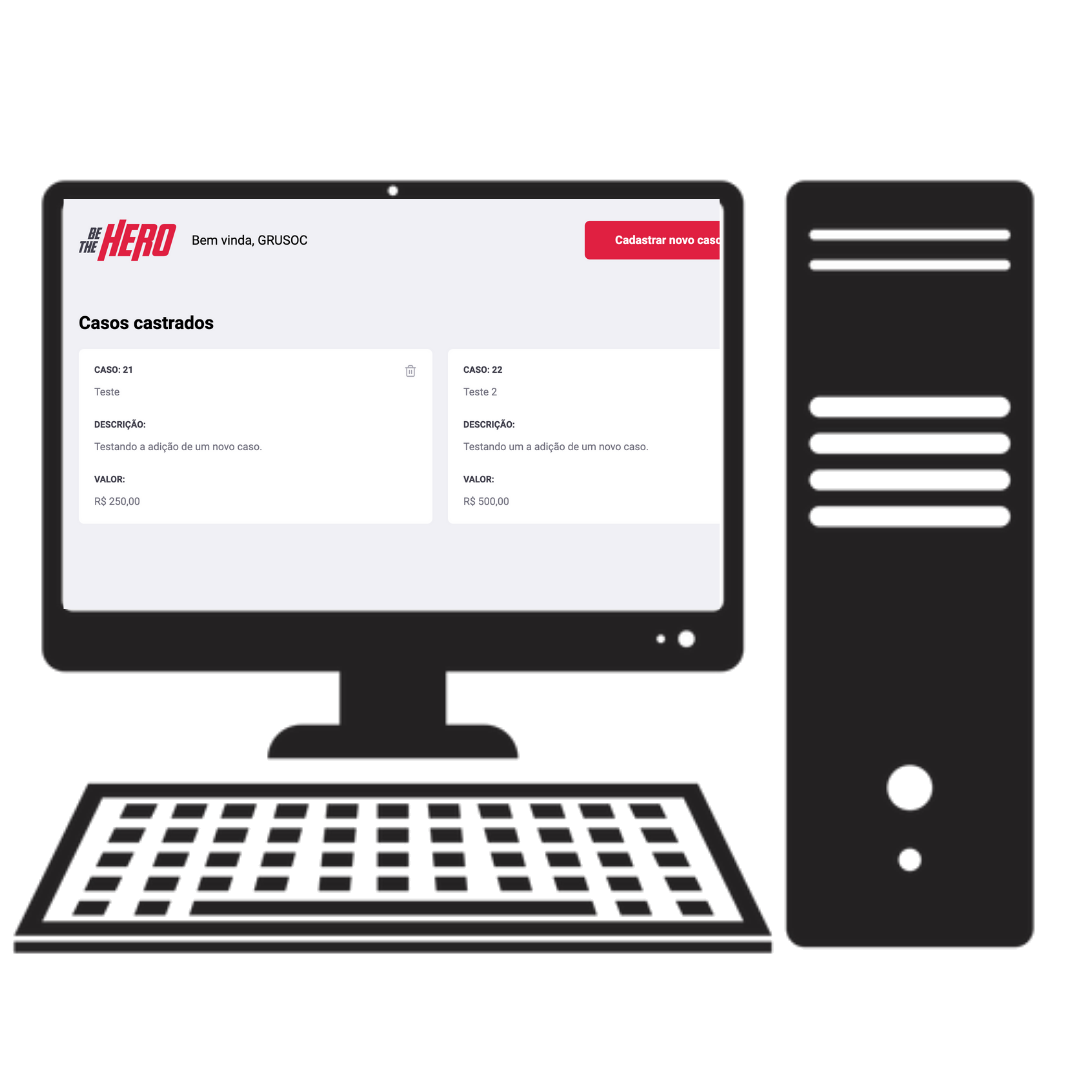 BE THE HERO
Bem vinda, GRUSOC
Cadastrar novo caso
Casos castrados
CASO: 21
Teste
DESCRIÇÃO:
Testando a adição de um novo caso.
VALOR:
R$ 250,00
CASO: 22
Teste 2
DESCRIÇÃO:
Testando um a adição de um novo caso.
VALOR:
R$ 500,00